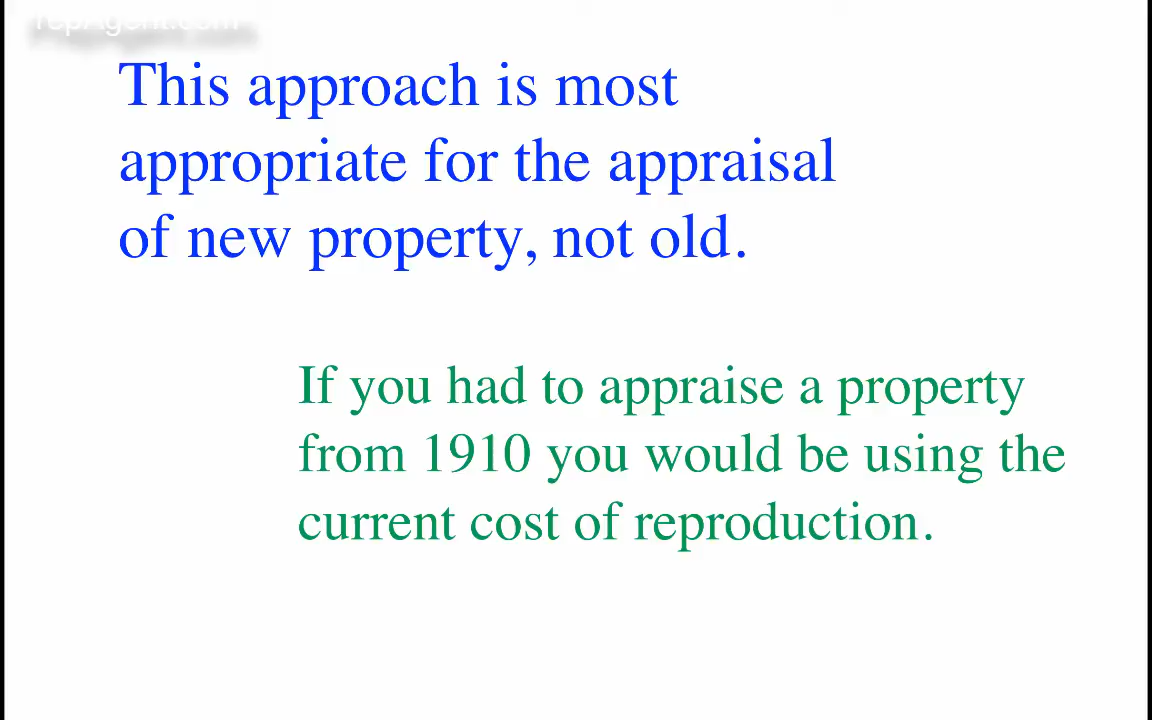 This approach is most
appropriate for the appraisal
of new property, not old.
If you had to appraise a property
from 1910 you would be using the
current cost of reproduction.